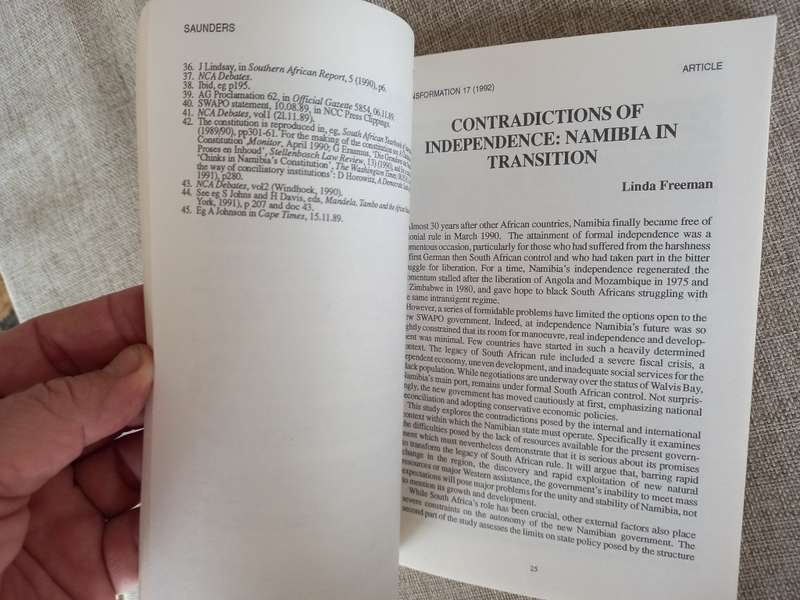 SAUNDERS
36. J Lindsay, in Southern African Report, 5 (1990), p6.
37. NCA Debates.
38. Ibid, eg p195.
39. AG Proclamation 62, in Official Gazette 5854, 06.11.89.
40. SWAPO statement, 10.08.89, in NCC Press Clippings.
41. NCA Debates, vol1 (21.11.89).
42. The constitution is reproduced in, eg, South African Yearbook of
(1989/90), pp301-61. For the making of the constitution see
Constitution', Monitor, April 1990; G Erasmus, 'Die Grondwet
Proses en Inhoud', Stellenbosch Law Review, 13) (1990),
'Chinks in Namibia's Constitution', The Washington Times,
the way of conciliatory institutions': D Horowitz, A Democratic
1991), p280.
43. NCA Debates, vol2 (Windhoek, 1990).
44. See eg S Johns and H Davis, eds, Mandela, Tambo and the African
York, 1991), p 207 and doc 43.
45. Eg A Johnson in Cape Times, 15.11.89.
ARTICLE
NSFORMATION 17 (1992)
CONTRADICTIONS OF
INDEPENDENCE: NAMIBIA IN
TRANSITION
Linda Freeman
Almost 30 years after other African countries, Namibia finally became free of
onial rule in March 1990. The attainment of formal independence was a
omentous occasion, particularly for those who had suffered from the harshness
first German then South African control and who had taken part in the bitter
uggle for liberation. For a time, Namibia's independence regenerated the
omentum stalled after the liberation of Angola and Mozambique in 1975 and
Zimbabwe in 1980, and gave hope to black South Africans struggling with
e same intransigent regime.
However, a series of formidable problems have limited the options open to the
ew SWAPO government. Indeed, at independence Namibia's future was so
ghtly constrained that its room for manoeuvre, real independence and develop-
ent was minimal. Few countries have started in such a heavily determined
ontext. The legacy of South African rule included a severe fiscal crisis, a
ependent economy, uneven development, and inadequate social services for the
lack population. While negotiations are underway over the status of Walvis Bay,
Namibia's main port, remains under formal South African control. Not surpris-
ngly, the new government has moved cautiously at first, emphasizing national
econciliation and adopting conservative economic policies.
This study explores the contradictions posed by the internal and international
ontext within which the Namibian state must operate. Specifically it examines
the difficulties posed by the lack of resources available for the present govern-
ment which must nevertheless demonstrate that it is serious about its promises
to transform the legacy of South African rule. It will argue that, barring rapid
change in the region, the discovery and rapid exploitation of new natural
resources or major Western assistance, the government's inability to meet mass
expectations will pose major problems for the unity and stability of Namibia, not
to mention its growth and development.
While South Africa's role has been crucial, other external factors also place
severe constraints on the autonomy of the new Namibian government. The
second part of the study assesses the limits on state policy posed by the structure
25